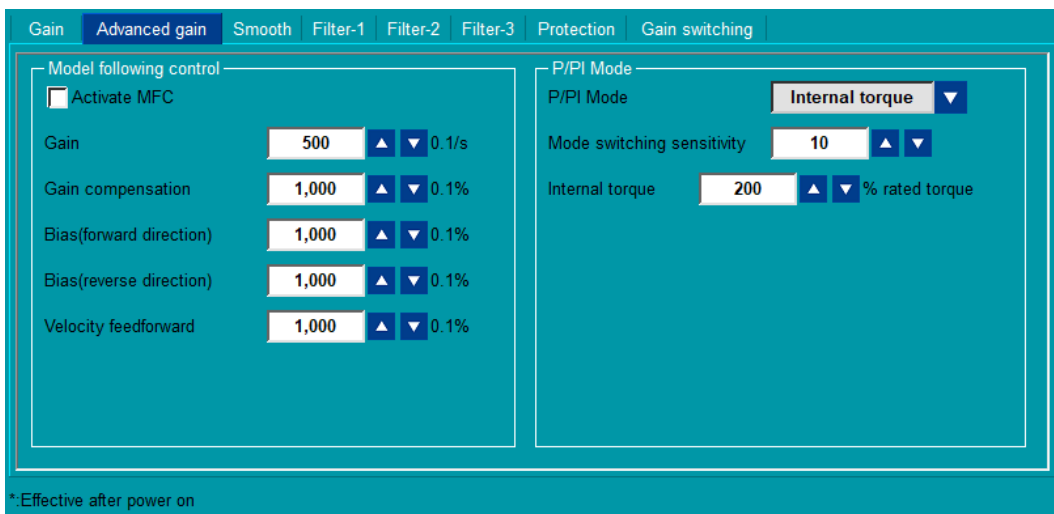 Gain Advanced gain Smooth Filter-1 Filter-2 Filter-3 Protection Gain switching
Model following control
Activate MFC
Gain 500 0.1/s
Gain compensation 1,000 0.1%
Bias(forward direction) 1,000 0.1%
Bias(reverse direction) 1,000 0.1%
Velocity feedforward 1,000 0.1%
P/PI Mode
P/PI Mode Internal torque
Mode switching sensitivity 10
Internal torque 200 % rated torque
*:Effective after power on